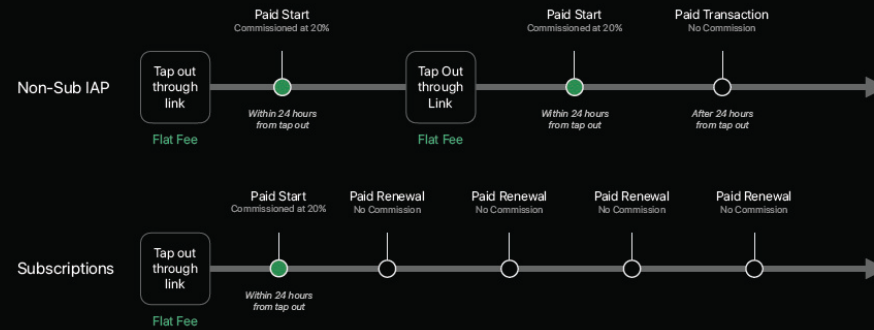 Paid Start
Commissioned at 20%
Paid Start
Commissioned at 20%
Paid Transaction
No Commission
Non-Sub IAP
Tap out
through
link
Tap Out
through
Link
Within 24 hours
from tap out
Within 24 hours
from tap out
After 24 hours
from tap out
Flat Fee
Flat Fee
Paid Start
Commissioned at 20%
Paid Renewal
No Commission
Paid Renewal
No Commission
Paid Renewal
No Commission
Paid Renewal
No Commission
Subscriptions
Tap out
through
link
Within 24 hours
from tap out
Flat Fee